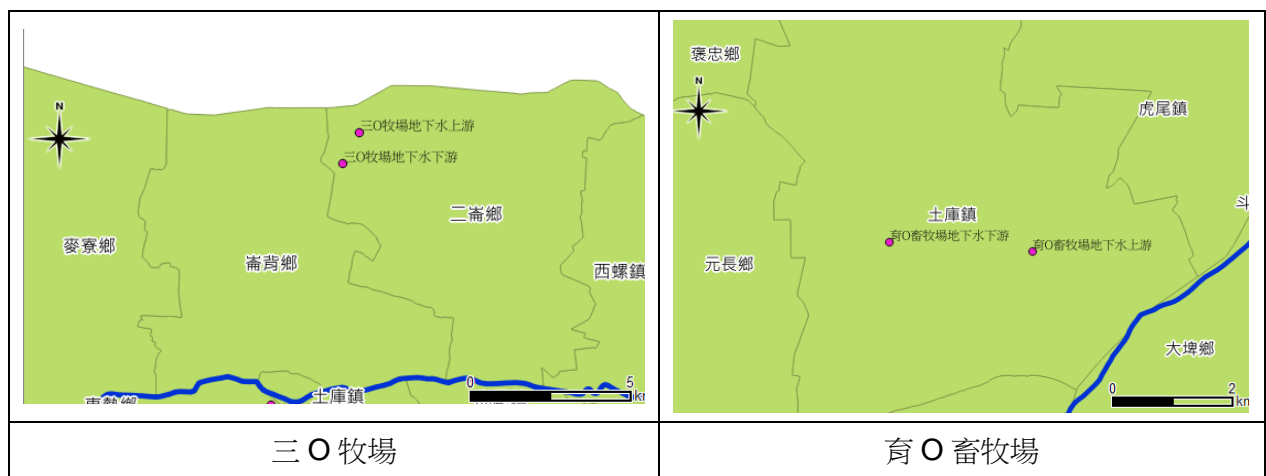 N
三O牧場地下水上游
三O牧場地下水下游
二崙鄉
麥寮鄉
崙背鄉
西螺鎮
土庫鎮
0
5
km
褒忠鄉
N
虎尾鎮
土庫鎮
育O畜牧場地下水下游
育O畜牧場地下水上游
元長鄉
大埤鄉
0
2
km
三O牧場
育O畜牧場